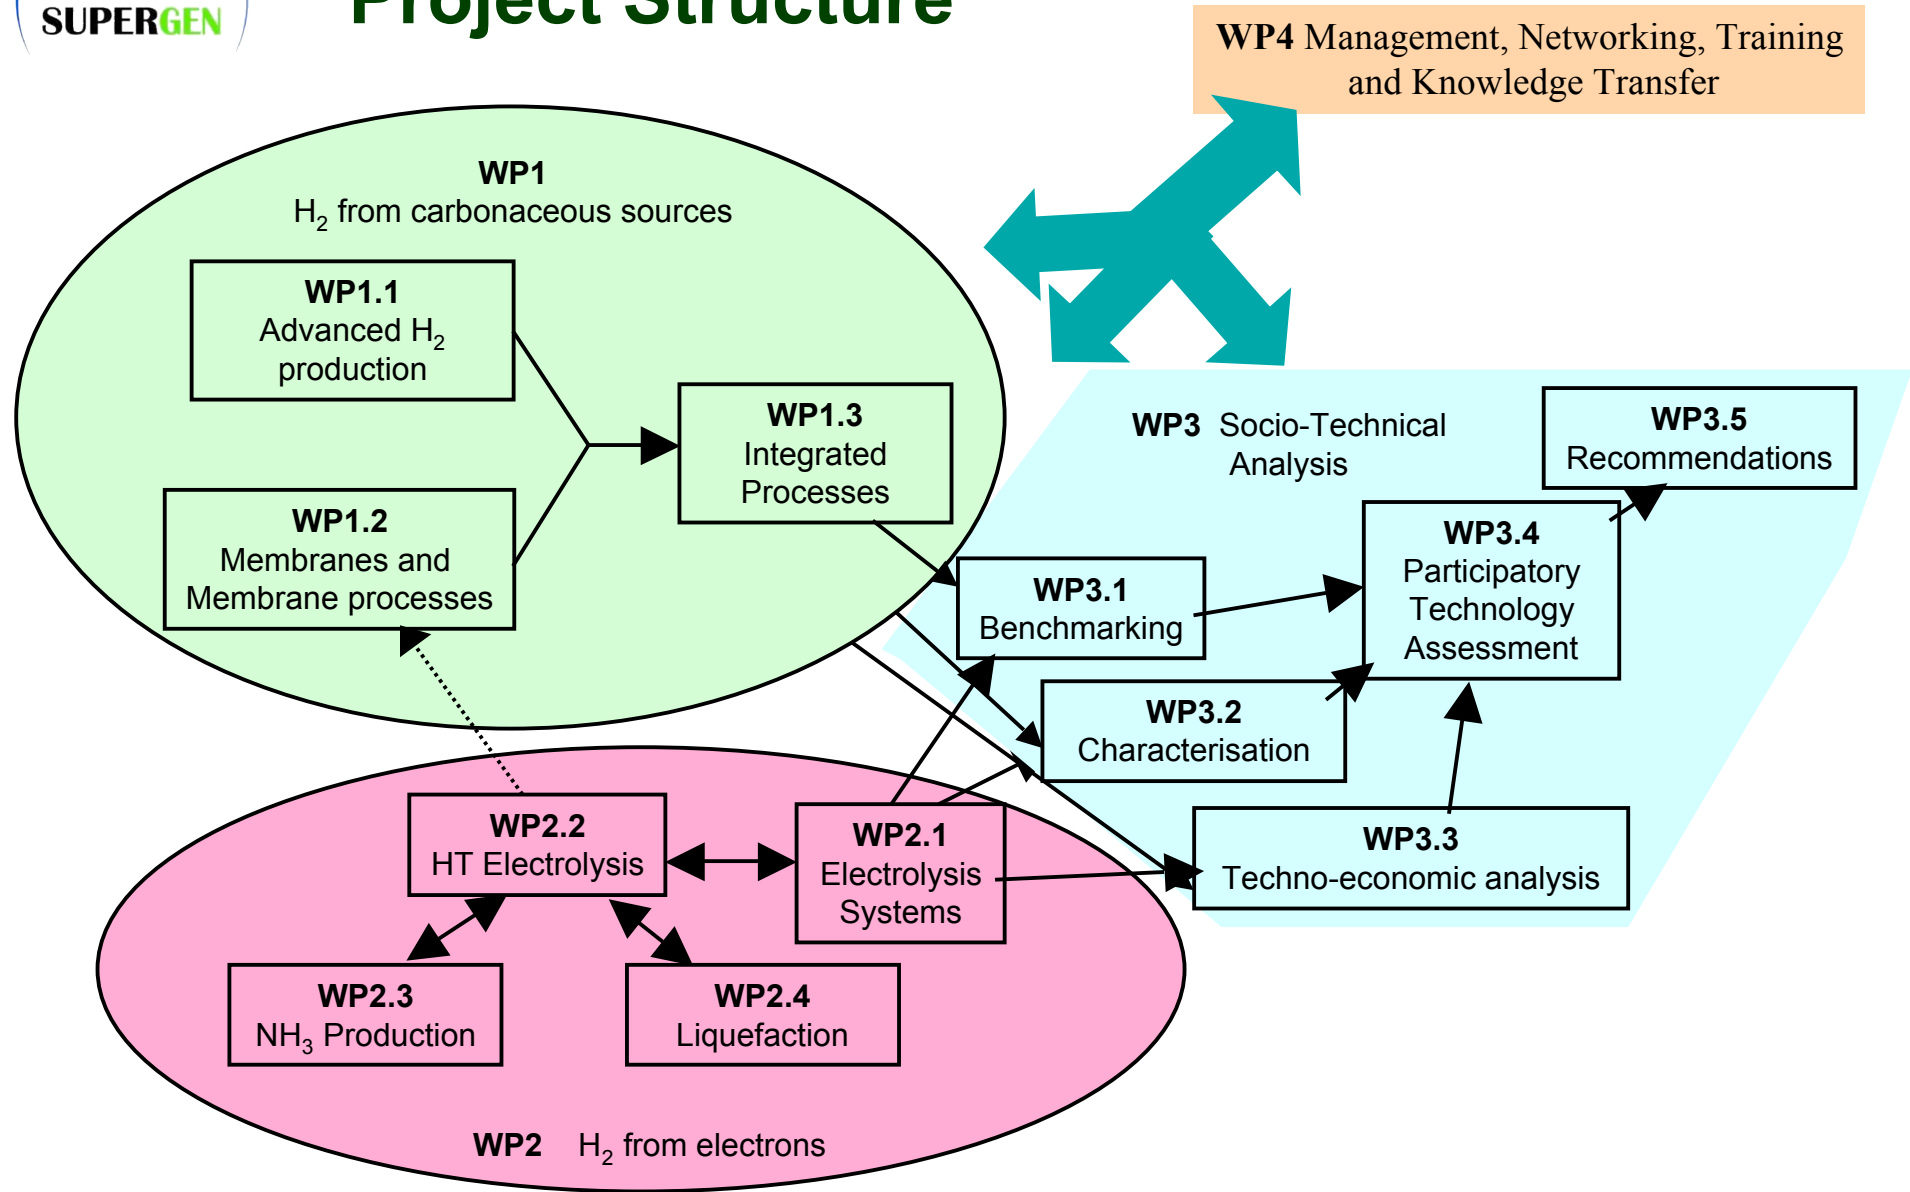 SUPERGEN
Project Structure
WP4 Management, Networking, Training
and Knowledge Transfer
WP1
H₂ from carbonaceous sources
WP1.1
Advanced H₂
production
WP1.2
Membranes and
Membrane processes
WP1.3
Integrated
Processes
WP3 Socio-Technical
Analysis
WP3.5
Recommendations
WP3.4
Participatory
Technology
Assessment
WP3.1
Benchmarking
WP3.2
Characterisation
WP3.3
Techno-economic analysis
WP2.2
HT Electrolysis
WP2.1
Electrolysis
Systems
WP2.3
NH₃ Production
WP2.4
Liquefaction
WP2 H₂ from electrons